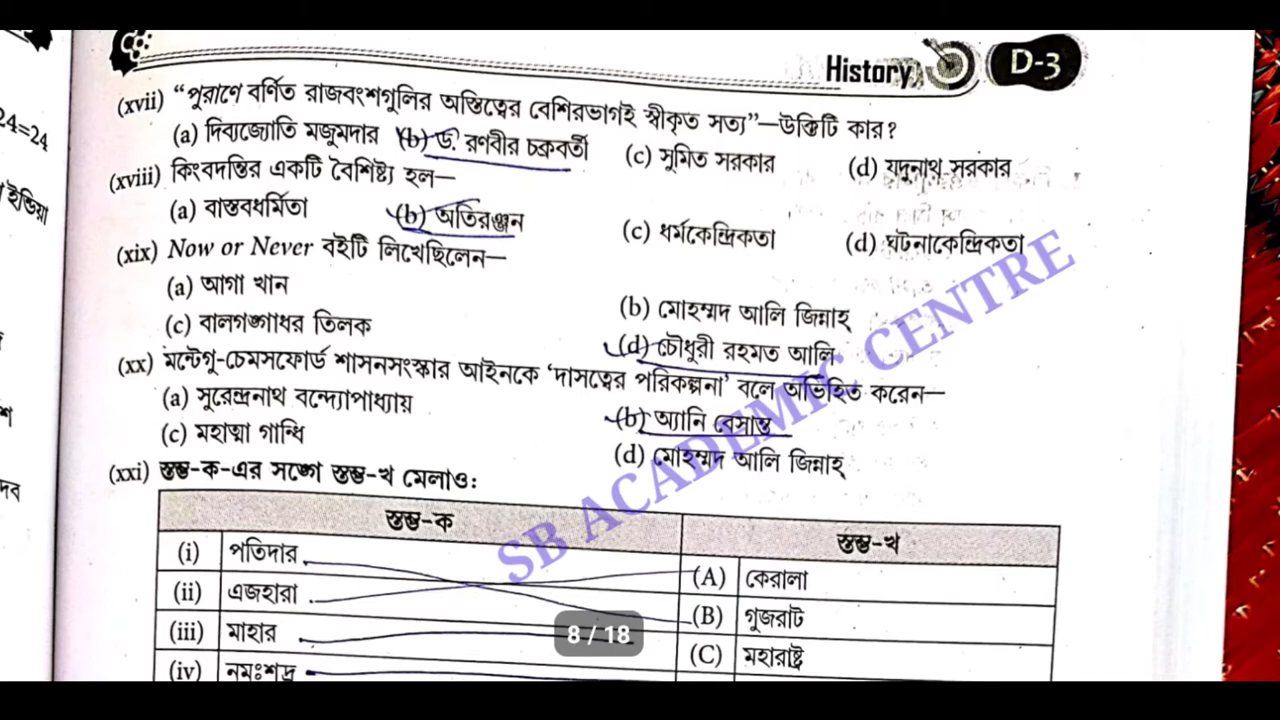 History
D-3
24=24
ইন্ডিয়া
(xvii) “পুরাণে বর্ণিত রাজবংশগুলির অস্তিত্বের বেশিরভাগই স্বীকৃত সত্য”—উক্তিটি কার?
(a) দিব্যজ্যোতি মজুমদার (b) ড. রণবীর চক্রবর্তী (c) সুমিত সরকার (d) যদুনাথ সরকার
(xviii) কিংবদন্তির একটি বৈশিষ্ট্য হল—
(a) বাস্তবধর্মিতা (b) অতিরঞ্জন (c) ধর্মকেন্দ্রিকতা (d) ঘটনাকেন্দ্রিকতা
(xix) Now or Never বইটি লিখেছিলেন—
(a) আগা খান (b) মোহম্মদ আলি জিন্নাহ্
(c) বালগঙ্গাধর তিলক (d) চৌধুরী রহমত আলি
(xx) মন্টেগু-চেমসফোর্ড শাসনসংস্কার আইনকে ‘দাসত্বের পরিকল্পনা’ বলে অভিহিত করেন—
(a) সুরেন্দ্রনাথ বন্দ্যোপাধ্যায় (b) অ্যানি বেসান্ত
(c) মহাত্মা গান্ধি (d) মোহম্মদ আলি জিন্নাহ্
(xxi) স্তম্ভ-ক-এর সঙ্গে স্তম্ভ-খ মেলাও:
স্তম্ভ-ক স্তম্ভ-খ
(i) পতিদার (A) কেরালা
(ii) এজহারা (B) গুজরাট
(iii) মাহার (C) মহারাষ্ট্র
(iv) নমঃশূদ্র
SB ACADEMIC CENTRE
8 / 18